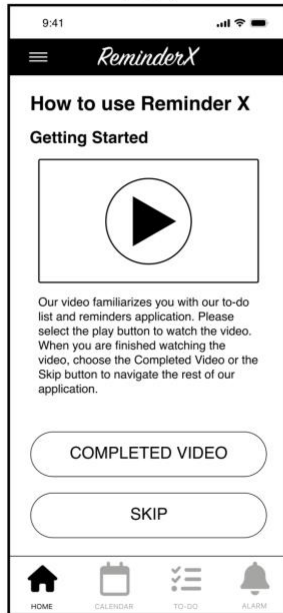 9:41
ReminderX
How to use Reminder X
Getting Started
Our video familiarizes you with our to-do
list and reminders application. Please
select the play button to watch the video.
When you are finished watching the
video, choose the Completed Video or the
Skip button to navigate the rest of our
application.
COMPLETED VIDEO
SKIP
HOME CALENDAR TO-DO ALARM